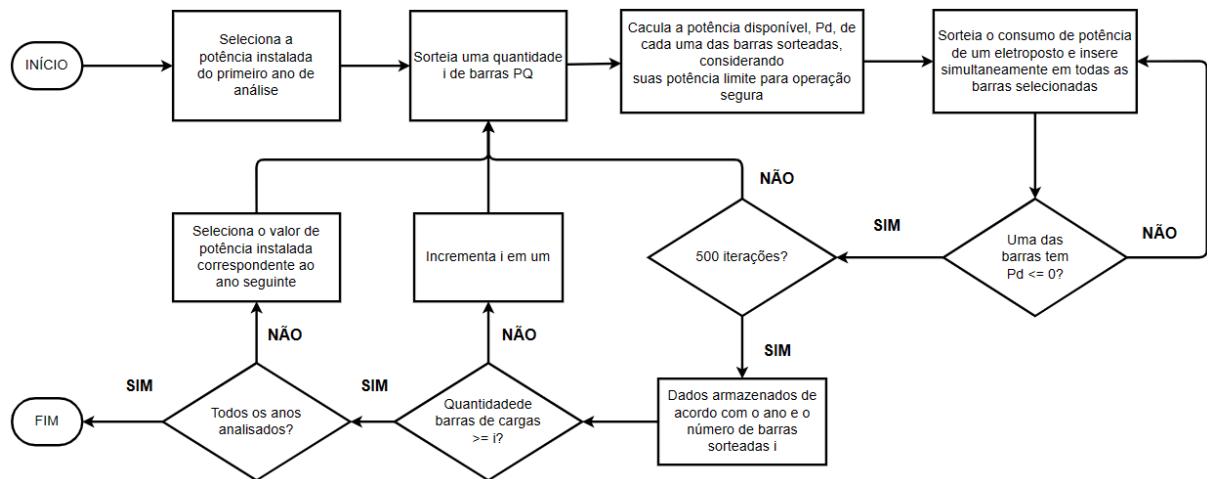 INÍCIO
Seleciona a
potência instalada
do primeiro ano de
análise
Sorteia uma quantidade
i de barras PQ
Cacula a potência disponível, Pd, de
cada uma das barras sorteadas,
considerando
suas potência limite para operação
segura
Sorteia o consumo de potência
de um eletroposto e insere
simultaneamente em todas as
barras selecionadas
Uma das
barras tem
Pd <= 0?
NÃO
SIM
500 iterações?
NÃO
SIM
Dados armazenados de
acordo com o ano e o
número de barras
sorteadas i
Quantidadede
barras de cargas
>= i?
NÃO
Incrementa i em um
SIM
Todos os anos
analisados?
NÃO
Seleciona o valor de
potência instalada
correspondente ao
ano seguinte
SIM
FIM